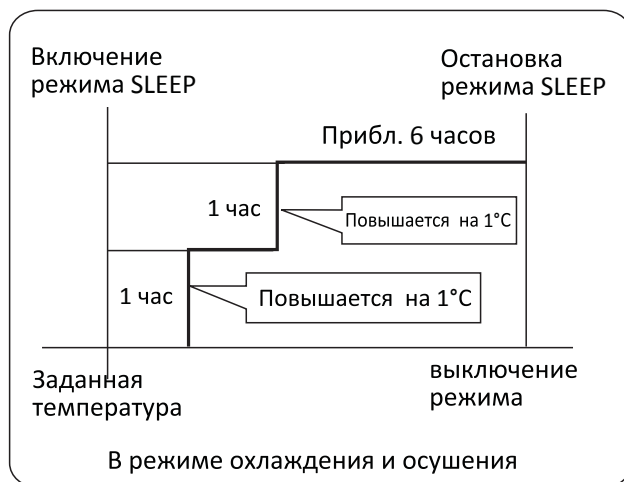 Включение
режима SLEEP
Остановка
режима SLEEP
Прибл. 6 часов
1 час
Повышается на 1°C
1 час
Повышается на 1°C
Заданная
температура
выключение
режима
В режиме охлаждения и осушения